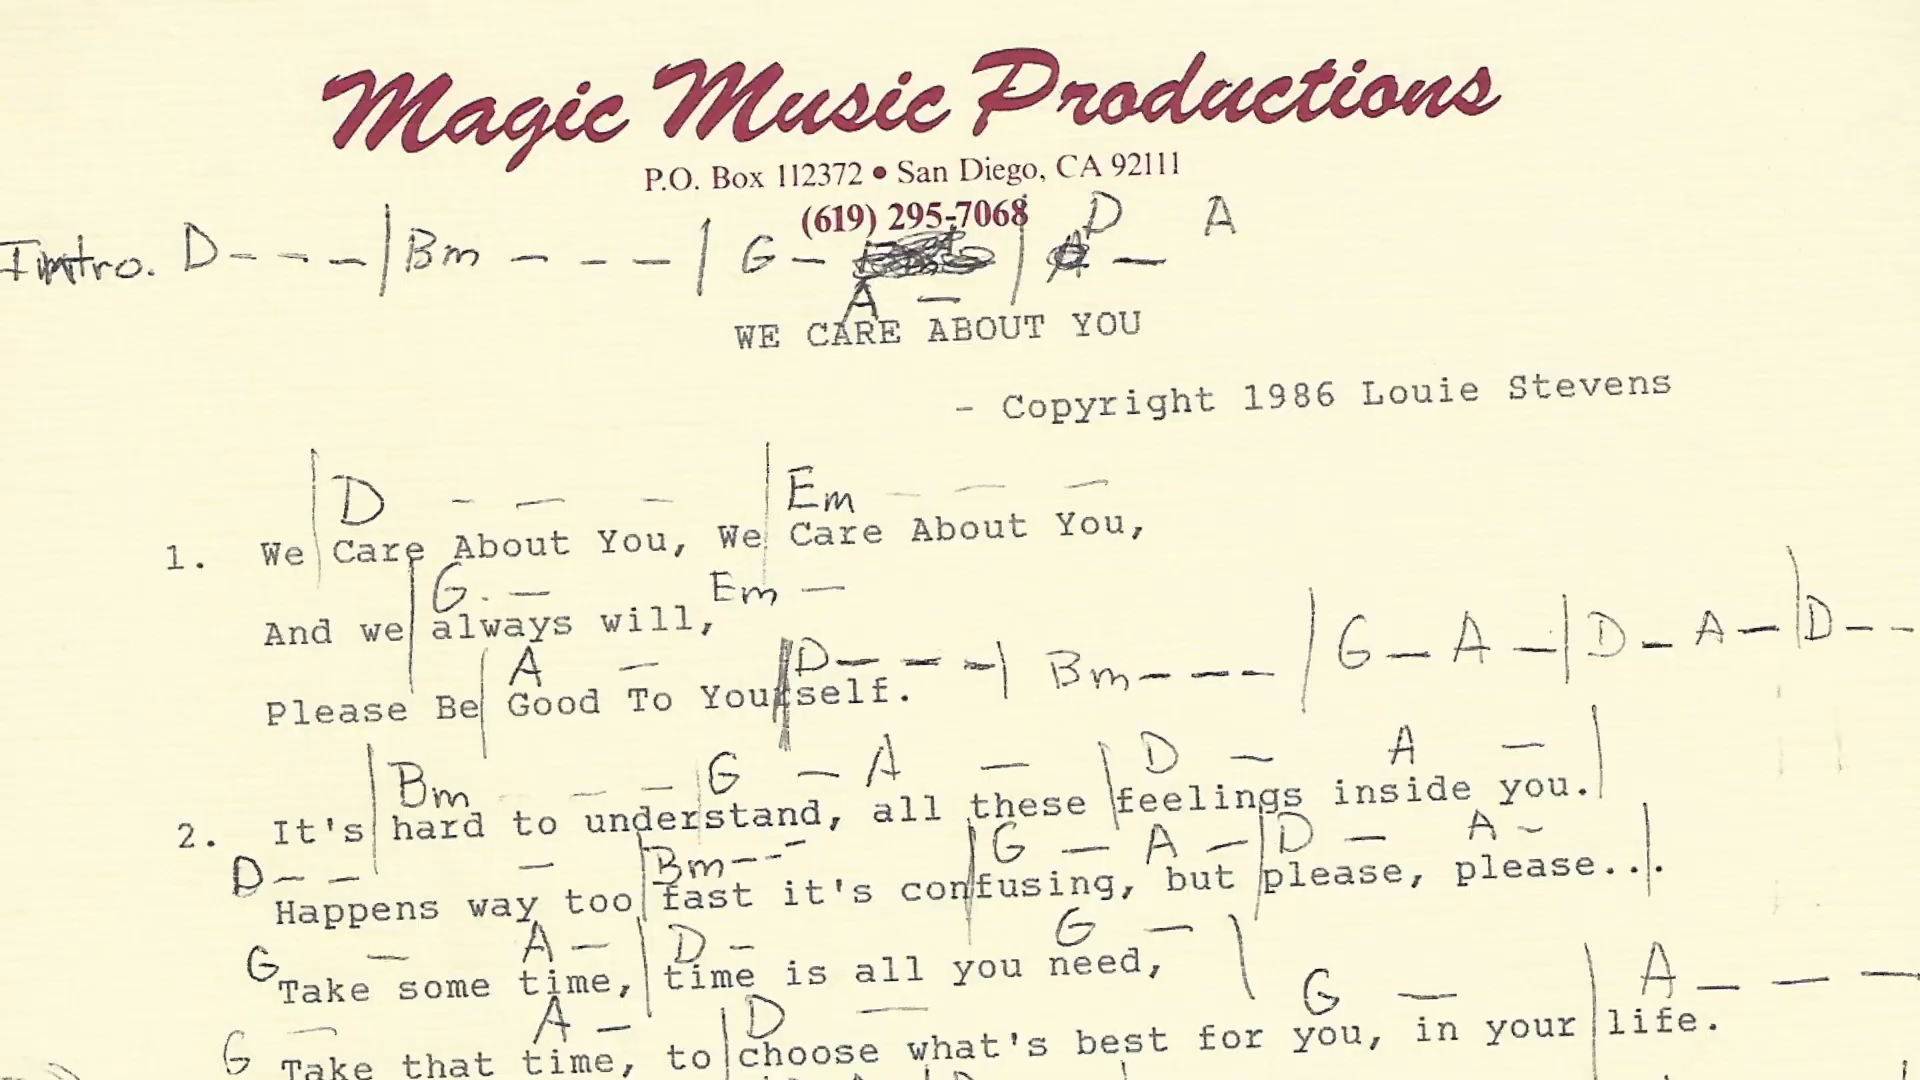 Magic Music Productions
P.O. Box 112372 • San Diego, CA 92111
(619) 295-7068
Intro. D - - - | Bm - - - | G - A - | D - A
WE CARE ABOUT YOU
- Copyright 1986 Louie Stevens
| D - - - | Em - - -
1. We Care About You, We Care About You,
| G - Em -
And we always will,
| A - | D - - - | Bm - - - | G - A - | D - A - | D - -
Please Be Good To Yourself.
| Bm - - - | G - A - | D - A - |
2. It's hard to understand, all these feelings inside you.
D - - - | Bm - - - | G - A - | D - A - |
Happens way too fast it's confusing, but please, please...
G - A - | D - G - |
Take some time, time is all you need,
G - A - | D - G - | A - - -
Take that time, to choose what's best for you, in your life.